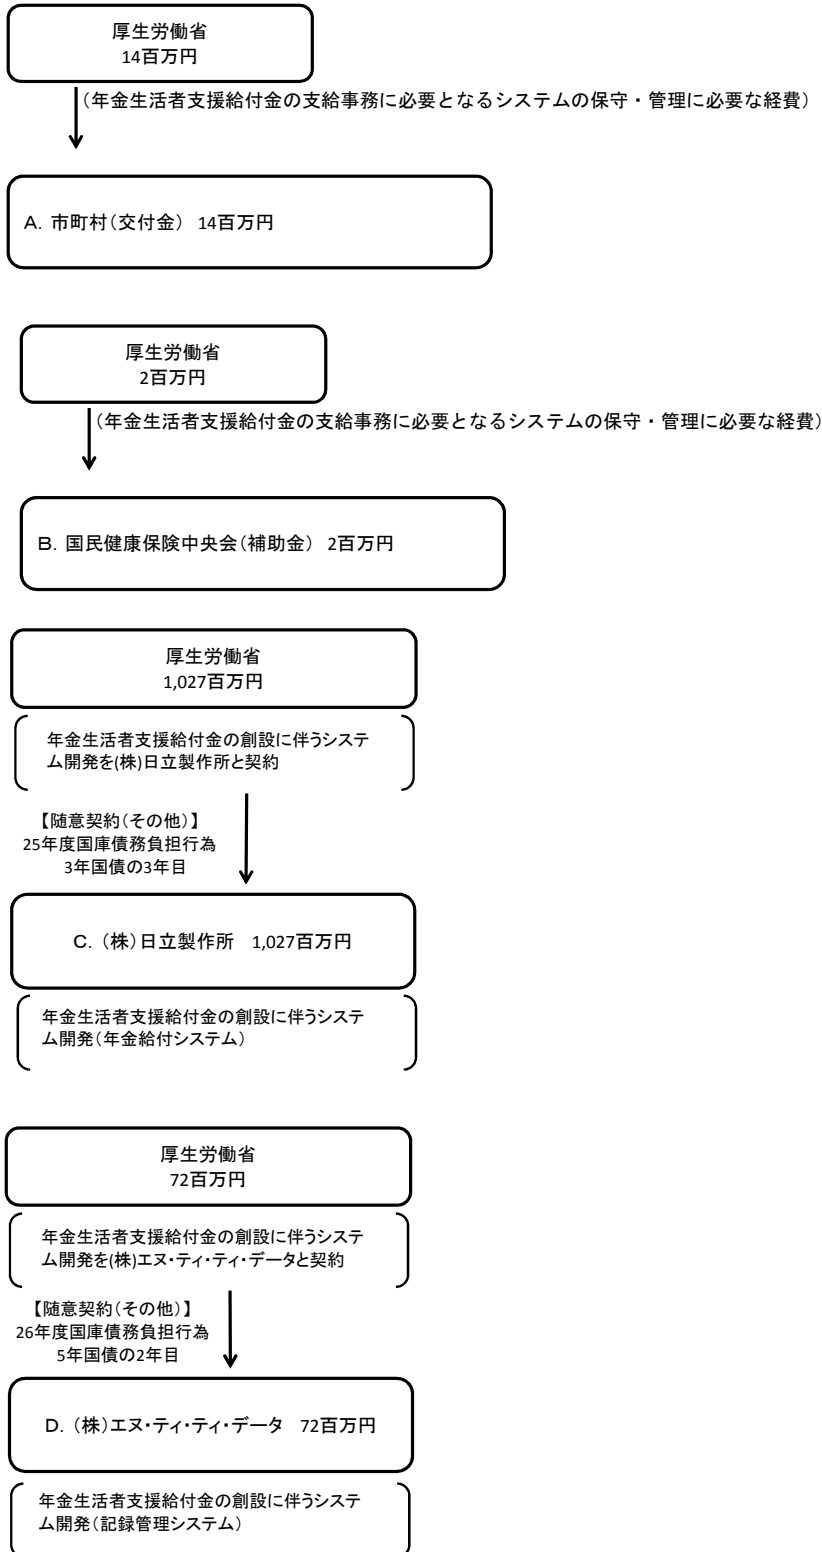 厚生労働省
14百万円
(年金生活者支援給付金の支給事務に必要となるシステムの保守・管理に必要な経費)
A．市町村(交付金)　14百万円
厚生労働省
2百万円
(年金生活者支援給付金の支給事務に必要となるシステムの保守・管理に必要な経費)
B．国民健康保険中央会(補助金)　2百万円
厚生労働省
1,027百万円
年金生活者支援給付金の創設に伴うシステ
ム開発を(株)日立製作所と契約
【随意契約(その他)】
25年度国庫債務負担行為
3年国債の3年目
C．(株)日立製作所　1,027百万円
年金生活者支援給付金の創設に伴うシステ
ム開発(年金給付システム)
厚生労働省
72百万円
年金生活者支援給付金の創設に伴うシステ
ム開発を(株)エヌ・ティ・ティ・データと契約
【随意契約(その他)】
26年度国庫債務負担行為
5年国債の2年目
D．(株)エヌ・ティ・ティ・データ　72百万円
年金生活者支援給付金の創設に伴うシステ
ム開発(記録管理システム)